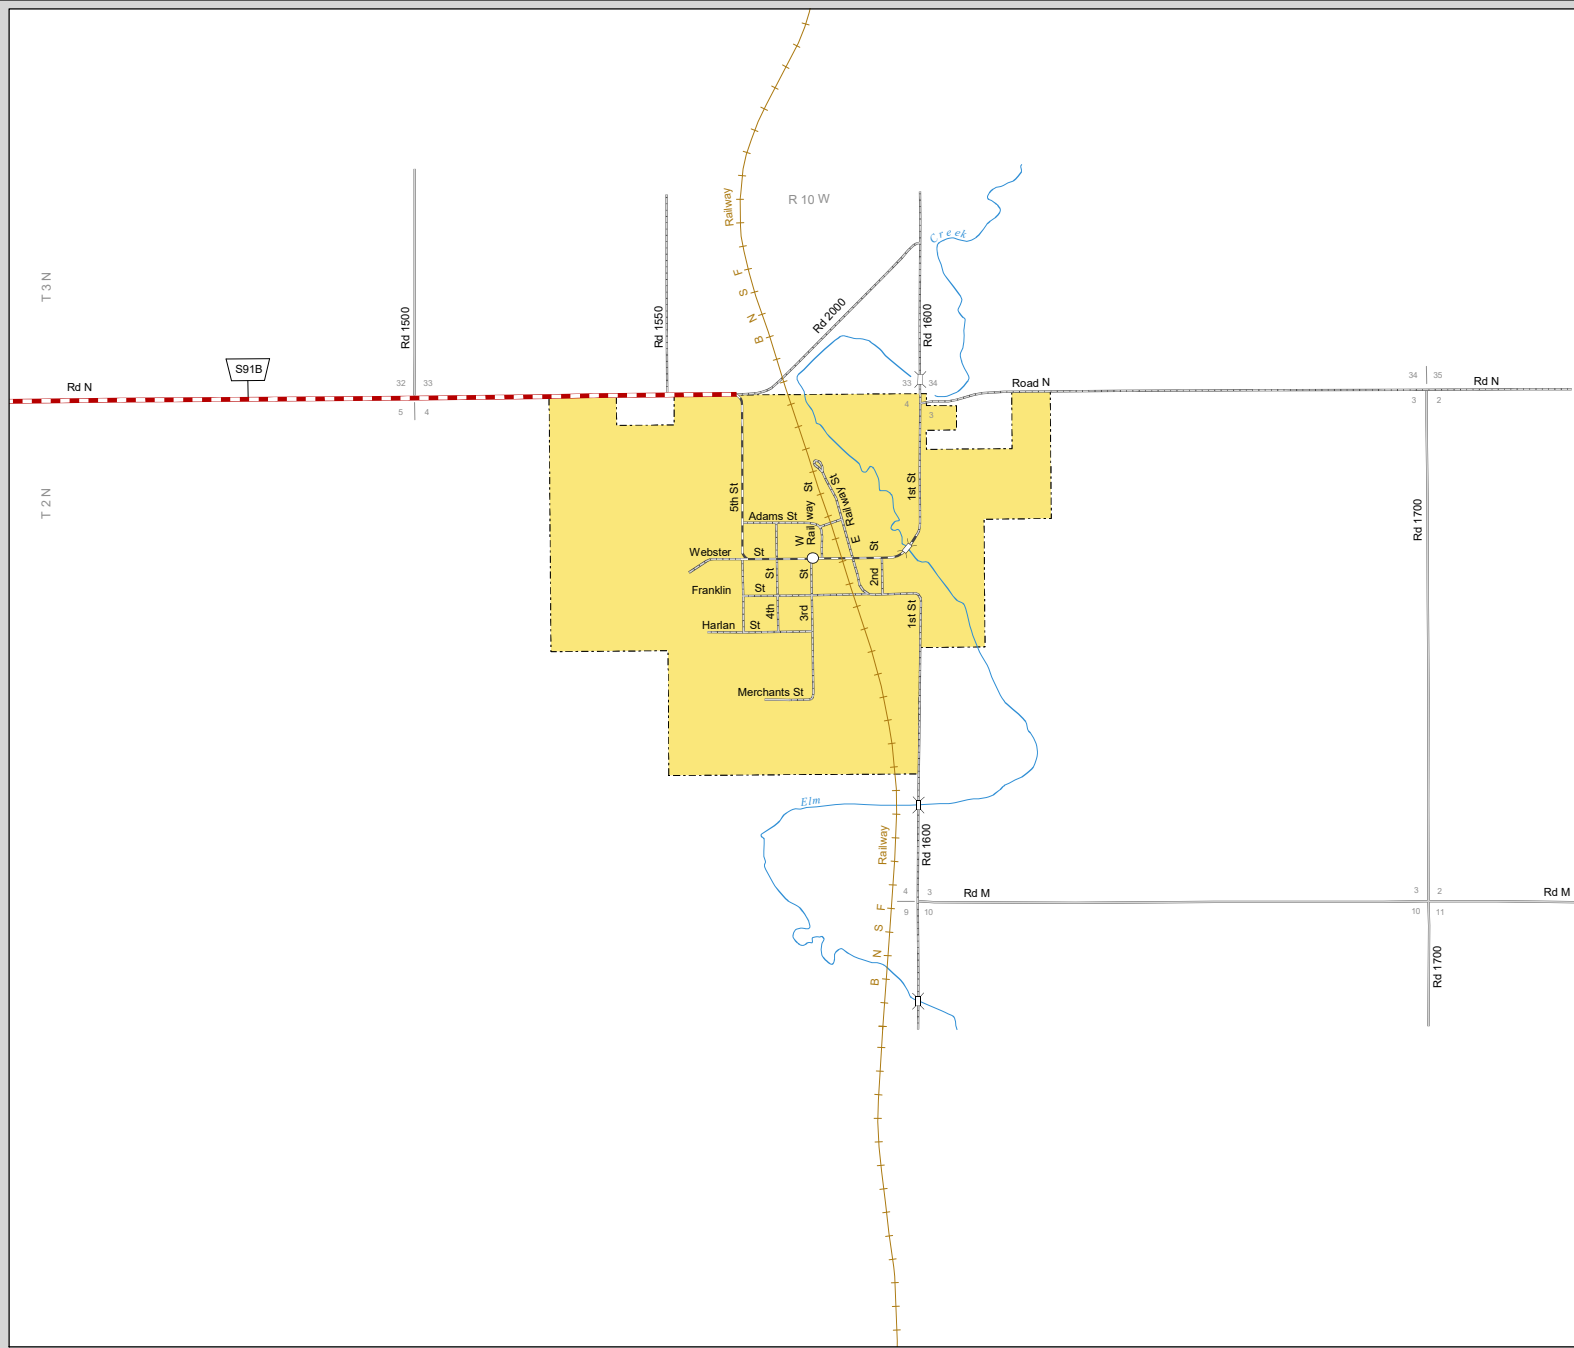 R 10 W
Railway
Creek
T 3 N
B N S F
Rd 1500
Rd 1550
Rd 2000
Rd 1600
S91B
Rd N
32 33
33 34
34 35
Road N
Rd N
5 4
4 3
3 2
T 2 N
5th St
W Railway St
E Railway St
1st St
Rd 1700
Adams St
Webster St
2nd St
Franklin St
4th St
3rd St
1st St
Harlan St
Merchants St
Elm
Railway
Rd 1600
B N S F
4 3
Rd M
3 2
Rd M
9 10
10 11
Rd 1700